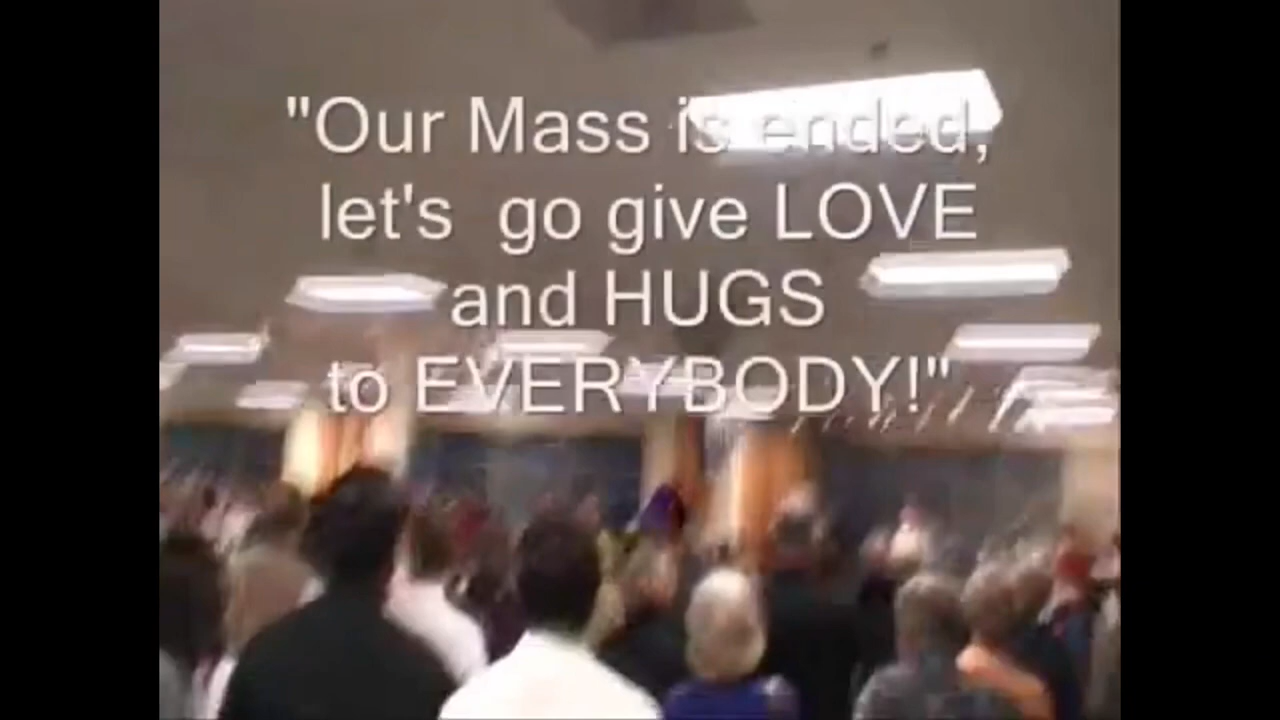 "Our Mass is ended,
let's  go give LOVE
and HUGS
to EVERYBODY!"